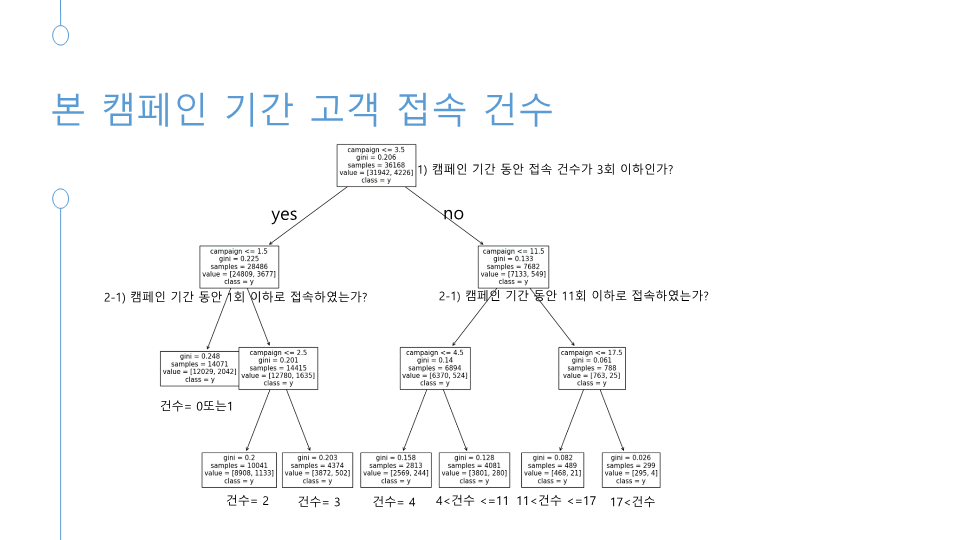 본 캠페인 기간 고객 접속 건수
campaign <= 3.5
gini = 0.206
samples = 36168
value = [31942, 4226]
class = y
1) 캠페인 기간 동안 접속 건수가 3회 이하인가?
yes
no
campaign <= 1.5
gini = 0.225
samples = 28486
value = [24809, 3677]
class = y
campaign <= 11.5
gini = 0.133
samples = 7682
value = [7133, 549]
class = y
2-1) 캠페인 기간 동안 1회 이하로 접속하였는가?
2-1) 캠페인 기간 동안 11회 이하로 접속하였는가?
gini = 0.248
samples = 14071
value = [12029, 2042]
class = y
campaign <= 2.5
gini = 0.201
samples = 14415
value = [12780, 1635]
class = y
campaign <= 4.5
gini = 0.14
samples = 6894
value = [6370, 524]
class = y
campaign <= 17.5
gini = 0.061
samples = 788
value = [763, 25]
class = y
건수= 0또는1
gini = 0.2
samples = 10041
value = [8908, 1133]
class = y
gini = 0.203
samples = 4374
value = [3872, 502]
class = y
gini = 0.158
samples = 2813
value = [2569, 244]
class = y
gini = 0.128
samples = 4081
value = [3801, 280]
class = y
gini = 0.082
samples = 489
value = [468, 21]
class = y
gini = 0.026
samples = 299
value = [295, 4]
class = y
건수= 2
건수= 3
건수= 4
4<건수 <=11
11<건수 <=17
17<건수